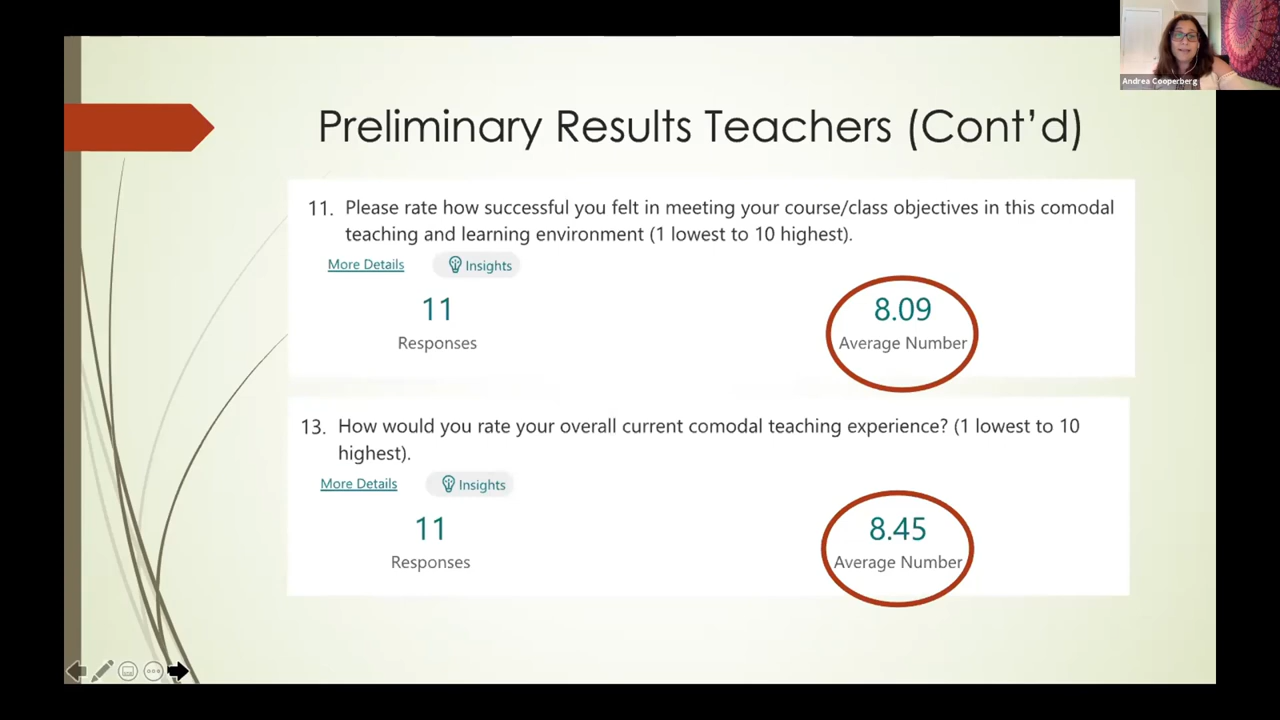 Andrea Cooperberg
Preliminary Results Teachers (Cont’d)
11. Please rate how successful you felt in meeting your course/class objectives in this comodal
teaching and learning environment (1 lowest to 10 highest).
More Details Insights
11 8.09
Responses Average Number
13. How would you rate your overall current comodal teaching experience? (1 lowest to 10
highest).
More Details Insights
11 8.45
Responses Average Number